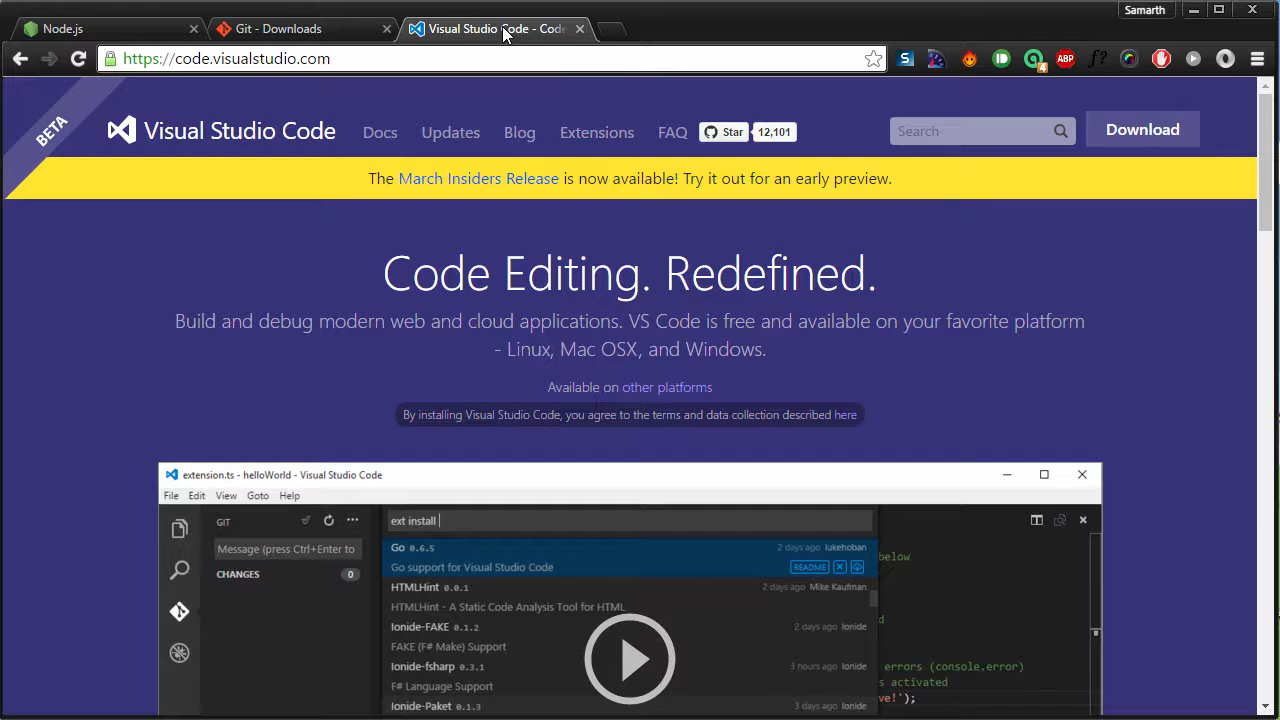 Samarth
Node.js
Git - Downloads
Visual Studio Code - Code
https://code.visualstudio.com
4
ABP
f?
BETA
Visual Studio Code
Docs
Updates
Blog
Extensions
FAQ
Star
12,101
Search
Download
The March Insiders Release is now available! Try it out for an early preview.
Code Editing. Redefined.
Build and debug modern web and cloud applications. VS Code is free and available on your favorite platform
- Linux, Mac OSX, and Windows.
Available on other platforms
By installing Visual Studio Code, you agree to the terms and data collection described here
extension.ts - helloWorld - Visual Studio Code
File Edit View Goto Help
GIT
Message (press Ctrl+Enter to
CHANGES
0
ext install
Go 0.6.5
2 days ago lukehoban
Go support for Visual Studio Code
README
HTMLHint 0.0.1
2 days ago Mike Kaufman
HTMLHint - A Static Code Analysis Tool for HTML
Ionide-FAKE 0.1.2
2 days ago Ionide
FAKE (F# Make) Support
Ionide-fsharp 0.3.1
3 hours ago Ionide
F# Language Support
Ionide-Paket 0.1.3
3 days ago Ionide
below
d
errors (console.error)
s activated
ve!');